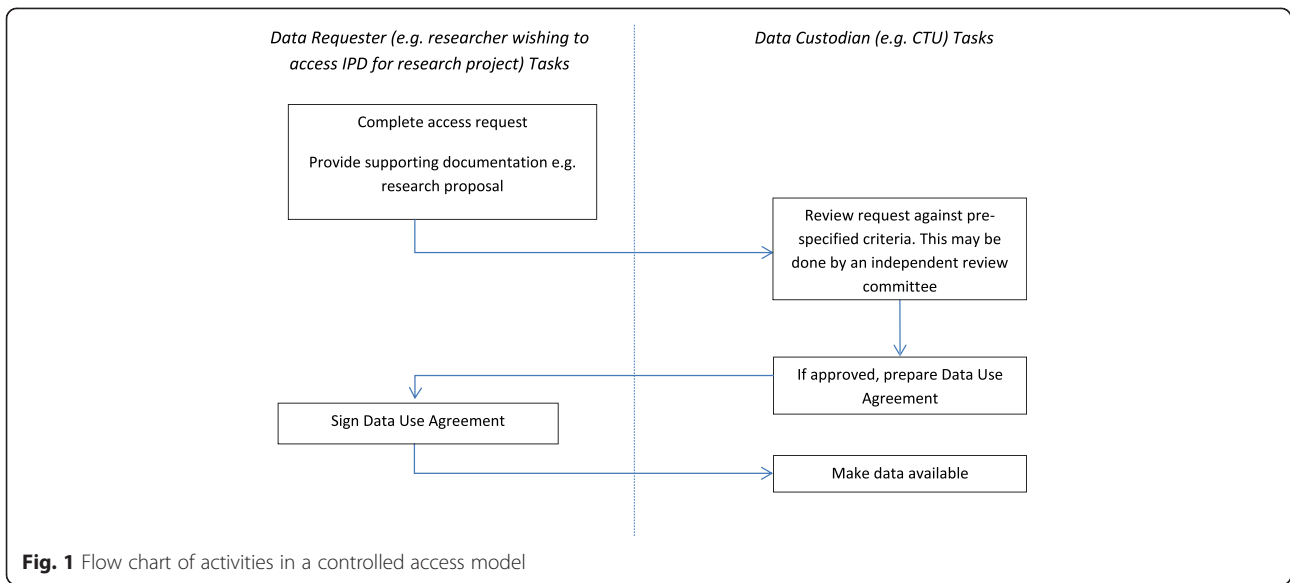 Data Requester (e.g. researcher wishing to
access IPD for research project) Tasks
Data Custodian (e.g. CTU) Tasks
Complete access request
Provide supporting documentation e.g.
research proposal
Review request against pre-
specified criteria. This may be
done by an independent review
committee
If approved, prepare Data Use
Agreement
Sign Data Use Agreement
Make data available
Fig. 1 Flow chart of activities in a controlled access model